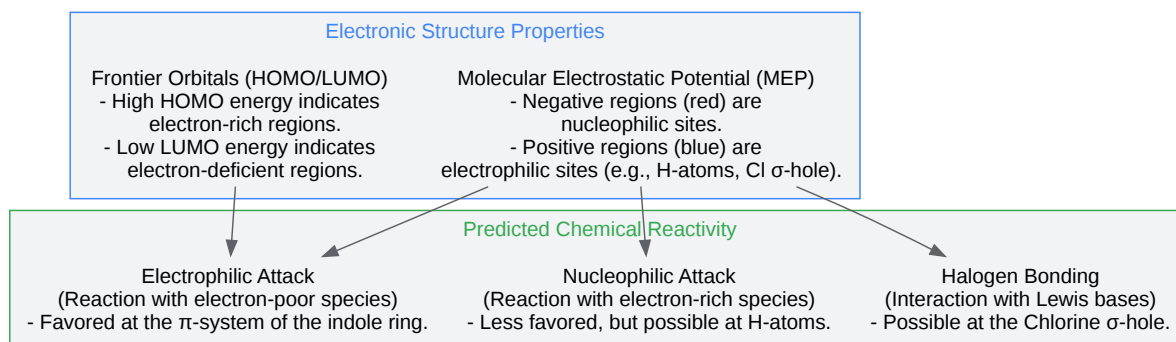 Electronic Structure Properties
Frontier Orbitals (HOMO/LUMO)
- High HOMO energy indicates
electron-rich regions.
- Low LUMO energy indicates
electron-deficient regions.
Molecular Electrostatic Potential (MEP)
- Negative regions (red) are
nucleophilic sites.
- Positive regions (blue) are
electrophilic sites (e.g., H-atoms, Cl σ-hole).
Predicted Chemical Reactivity
Electrophilic Attack
(Reaction with electron-poor species)
- Favored at the π-system of the indole ring.
Nucleophilic Attack
(Reaction with electron-rich species)
- Less favored, but possible at H-atoms.
Halogen Bonding
(Interaction with Lewis bases)
- Possible at the Chlorine σ-hole.